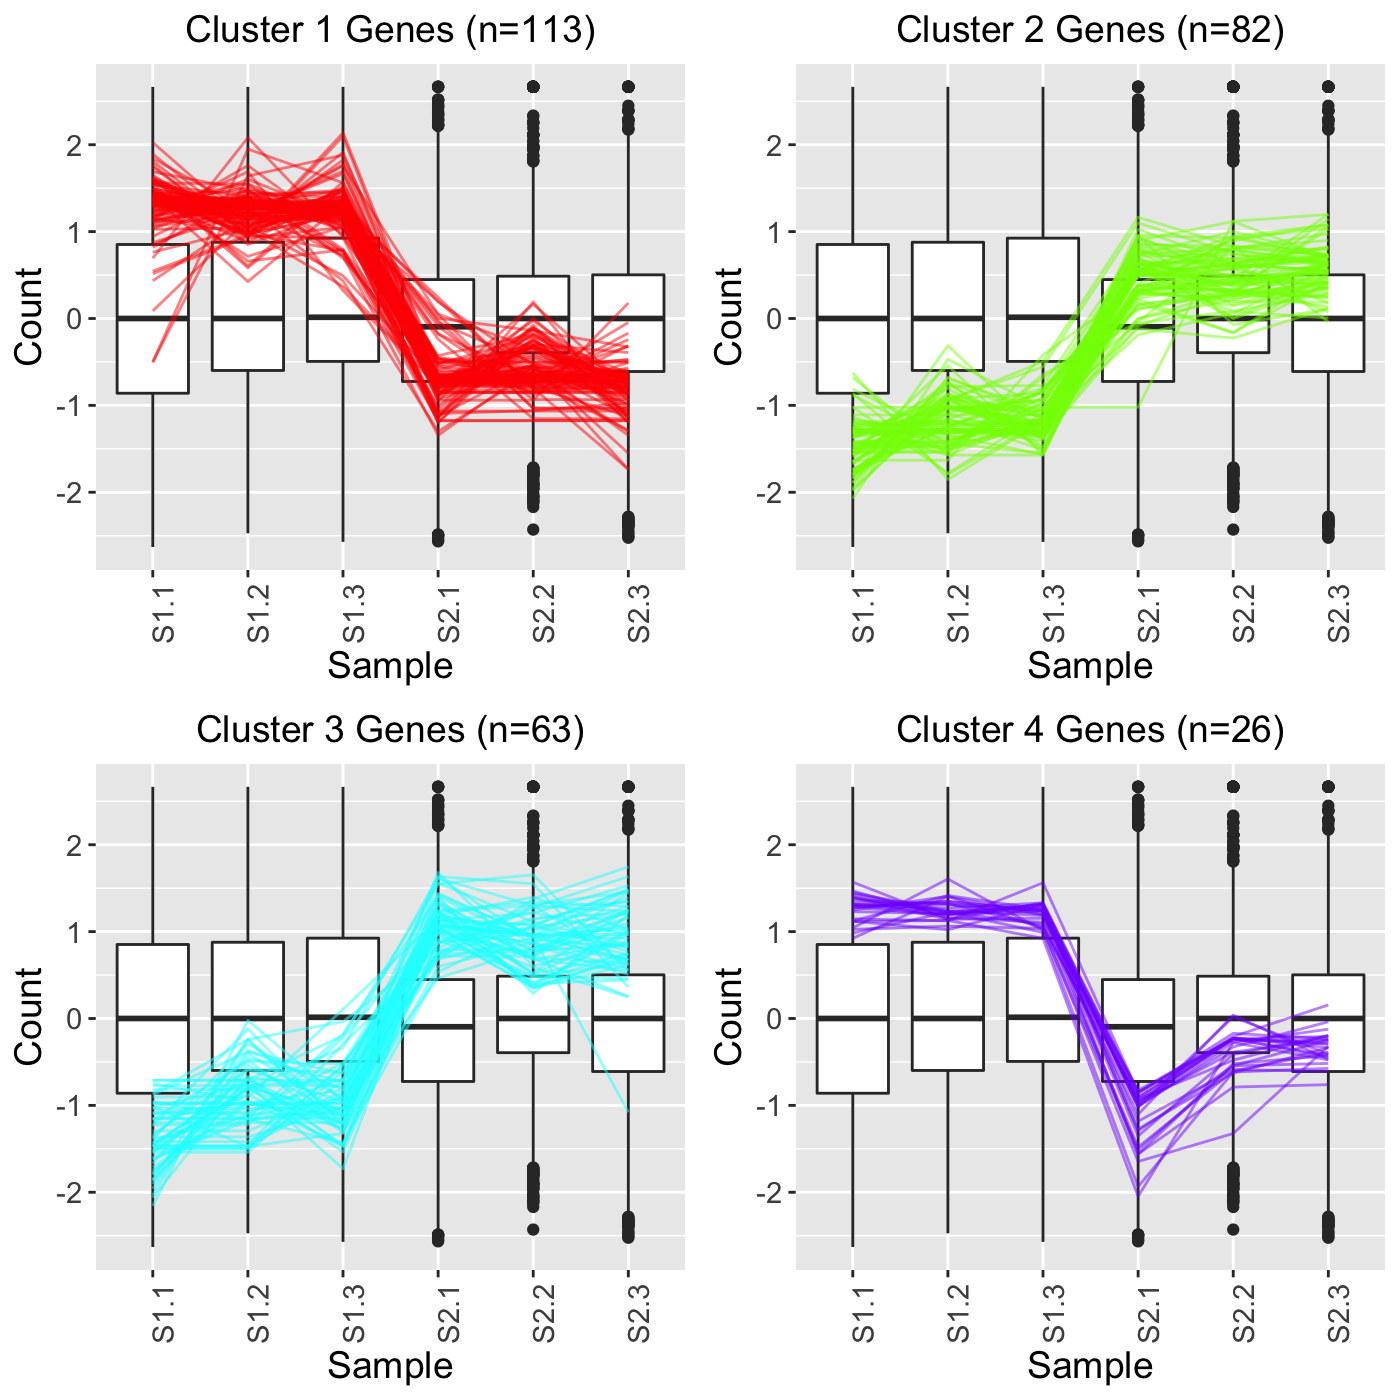 Cluster 1 Genes (n=113)
Count
2
1
0
-1
-2
S1.1
S1.2
S1.3
S2.1
S2.2
S2.3
Sample
Cluster 2 Genes (n=82)
Count
2
1
0
-1
-2
S1.1
S1.2
S1.3
S2.1
S2.2
S2.3
Sample
Cluster 3 Genes (n=63)
Count
2
1
0
-1
-2
S1.1
S1.2
S1.3
S2.1
S2.2
S2.3
Sample
Cluster 4 Genes (n=26)
Count
2
1
0
-1
-2
S1.1
S1.2
S1.3
S2.1
S2.2
S2.3
Sample